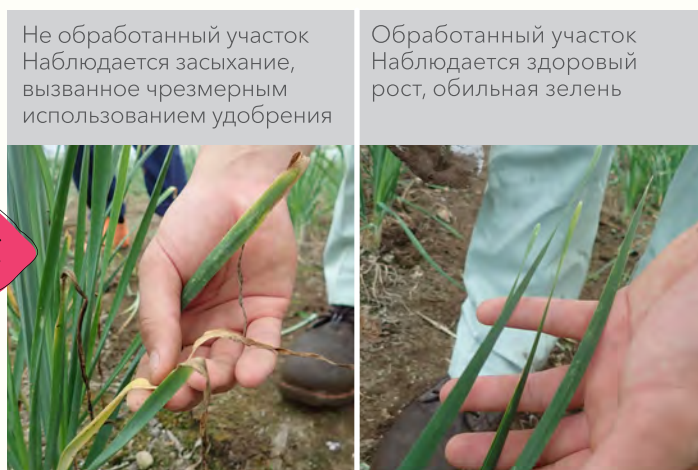 Не обработанный участок
Наблюдается засыхание,
вызванное чрезмерным
использованием удобрения
Обработанный участок
Наблюдается здоровый
рост, обильная зелень